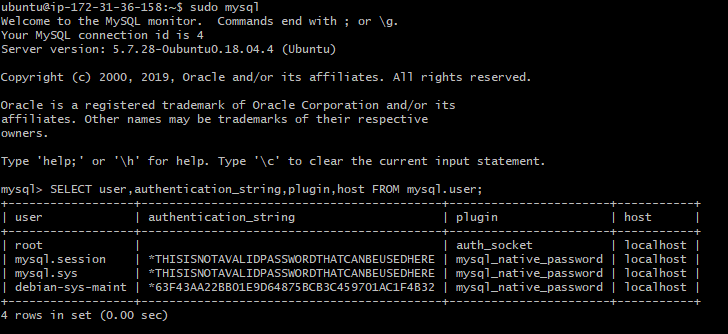 ubuntu@ip-172-31-36-158:~$ sudo mysql
Welcome to the MySQL monitor.  Commands end with ; or \g.
Your MySQL connection id is 4
Server version: 5.7.28-0ubuntu0.18.04.4 (Ubuntu)
Copyright (c) 2000, 2019, Oracle and/or its affiliates. All rights reserved.
Oracle is a registered trademark of Oracle Corporation and/or its
affiliates. Other names may be trademarks of their respective
owners.
Type 'help;' or '\h' for help. Type '\c' to clear the current input statement.
mysql> SELECT user,authentication_string,plugin,host FROM mysql.user;
+------------------+-------------------------------------------+-----------------------+-----------+
| user             | authentication_string                     | plugin                | host      |
+------------------+-------------------------------------------+-----------------------+-----------+
| root             |                                           | auth_socket           | localhost |
| mysql.session    | *THISISNOTAVALIDPASSWORDTHATCANBEUSEDHERE | mysql_native_password | localhost |
| mysql.sys        | *THISISNOTAVALIDPASSWORDTHATCANBEUSEDHERE | mysql_native_password | localhost |
| debian-sys-maint | *63F43AA22BB01E9D64875BCB3C459701AC1F4B32 | mysql_native_password | localhost |
+------------------+-------------------------------------------+-----------------------+-----------+
4 rows in set (0.00 sec)